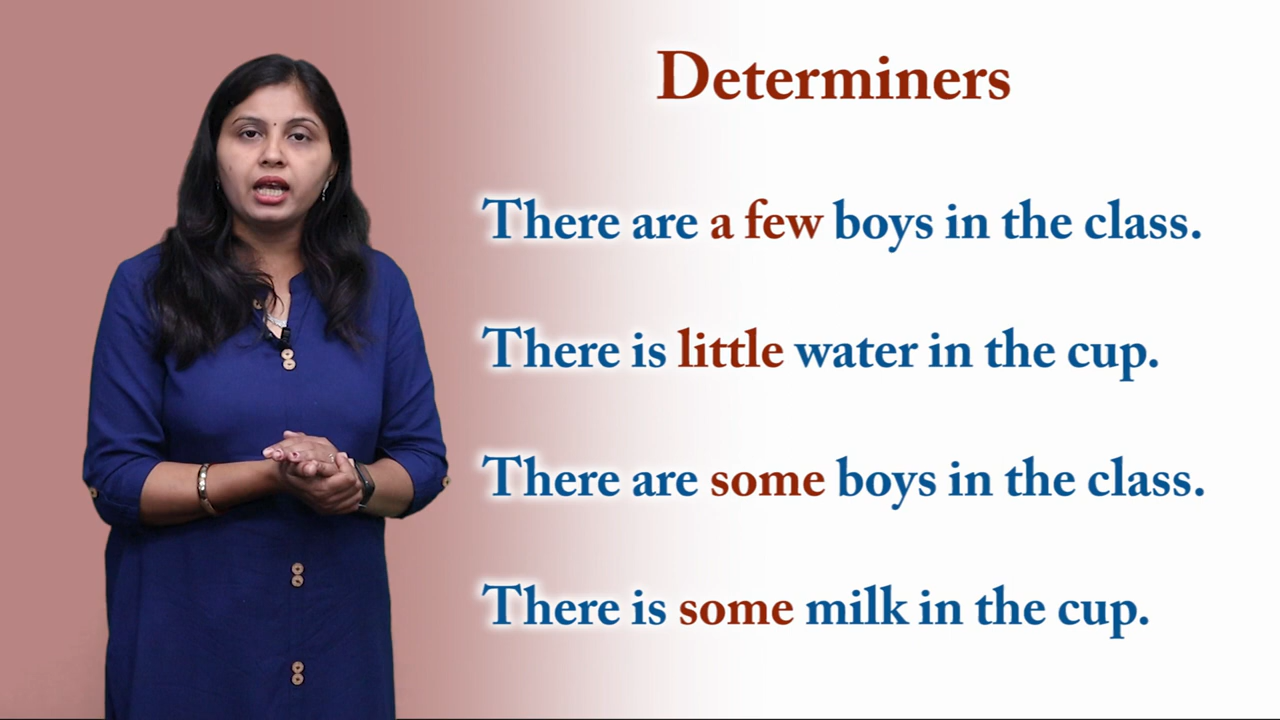 Determiners
There are a few boys in the class.
There is little water in the cup.
There are some boys in the class.
There is some milk in the cup.